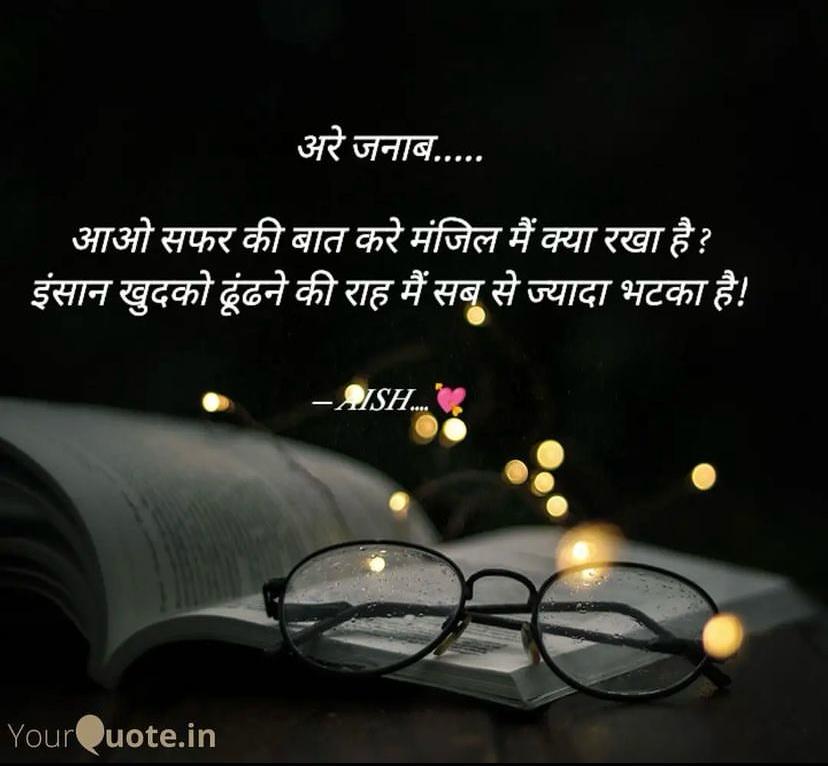 अरे जनाब.....
आओ सफर की बात करे मंजिल मैं क्या रखा है ?
इंसान खुदको ढूंढने की राह मैं सब से ज्यादा भटका है!
– AISH....💘
YourQuote.in